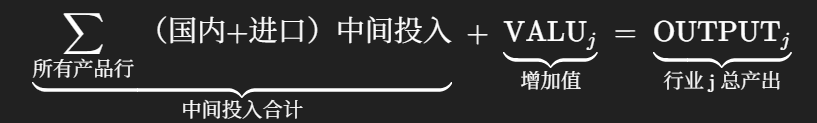 ∑ （国内+进口）中间投入 + VALU_j = OUTPUT_j
所有产品行 增加值 行业 j 总产出
中间投入合计